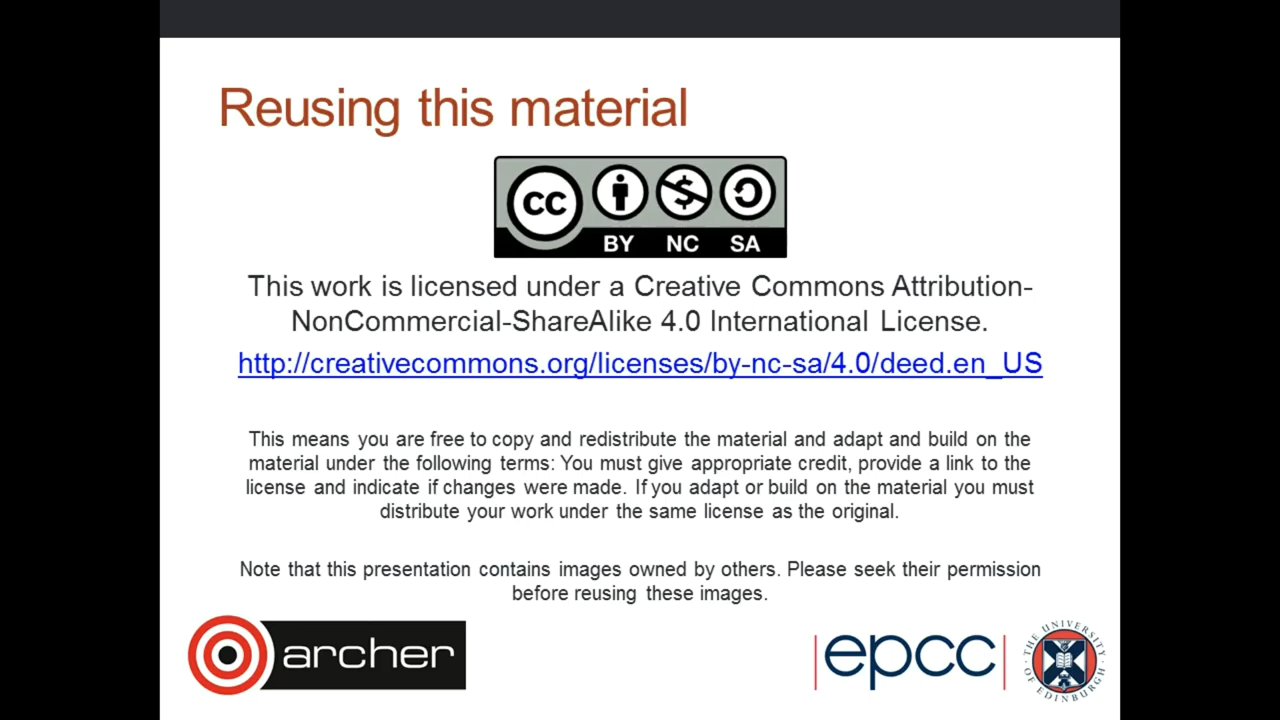 Reusing this material
CC
BY NC SA
This work is licensed under a Creative Commons Attribution-
NonCommercial-ShareAlike 4.0 International License.
http://creativecommons.org/licenses/by-nc-sa/4.0/deed.en_US
This means you are free to copy and redistribute the material and adapt and build on the
material under the following terms: You must give appropriate credit, provide a link to the
license and indicate if changes were made. If you adapt or build on the material you must
distribute your work under the same license as the original.
Note that this presentation contains images owned by others. Please seek their permission
before reusing these images.
archer
epcc
THE UNIVERSITY OF EDINBURGH